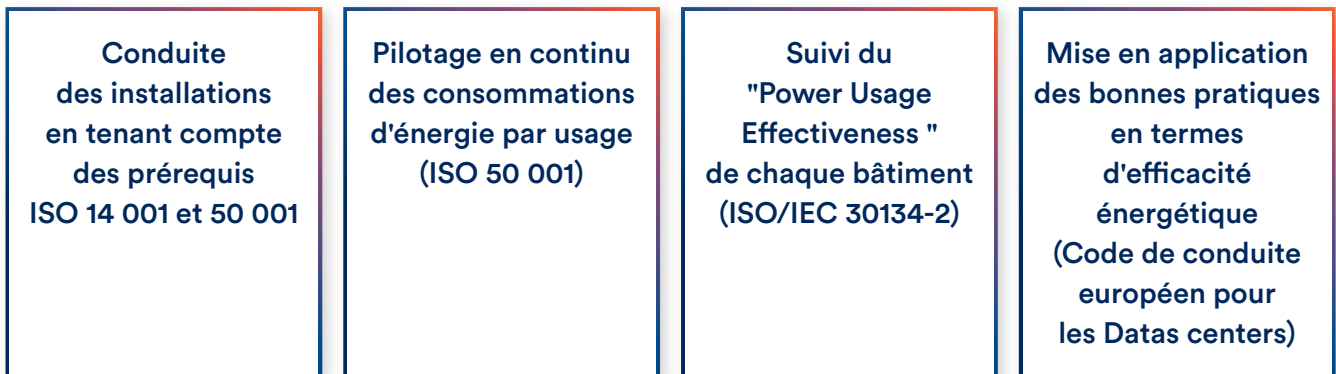 Conduite
des installations
en tenant compte
des prérequis
ISO 14 001 et 50 001
Pilotage en continu
des consommations
d'énergie par usage
(ISO 50 001)
Suivi du
"Power Usage
Effectiveness "
de chaque bâtiment
(ISO/IEC 30134-2)
Mise en application
des bonnes pratiques
en termes
d'efficacité
énergétique
(Code de conduite
européen pour
les Datas centers)